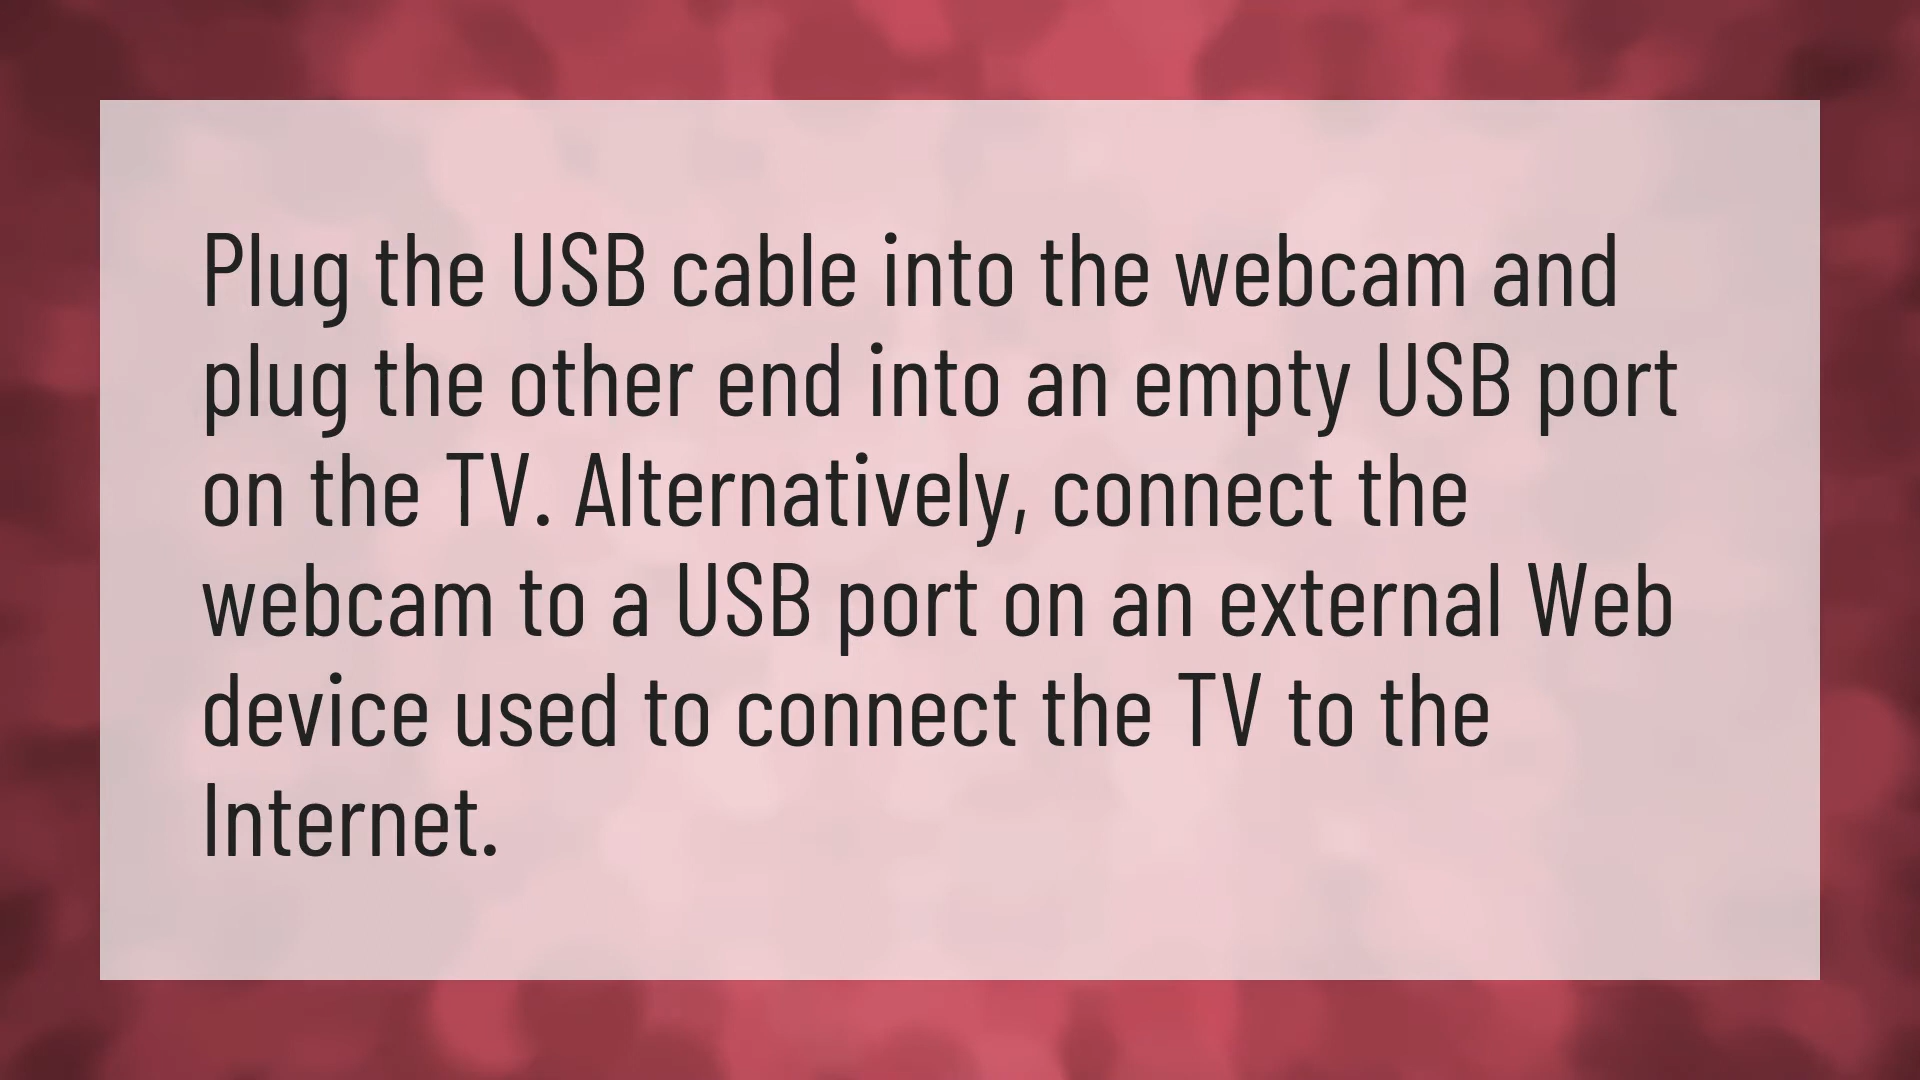 Plug the USB cable into the webcam and
plug the other end into an empty USB port
on the TV. Alternatively, connect the
webcam to a USB port on an external Web
device used to connect the TV to the
Internet.